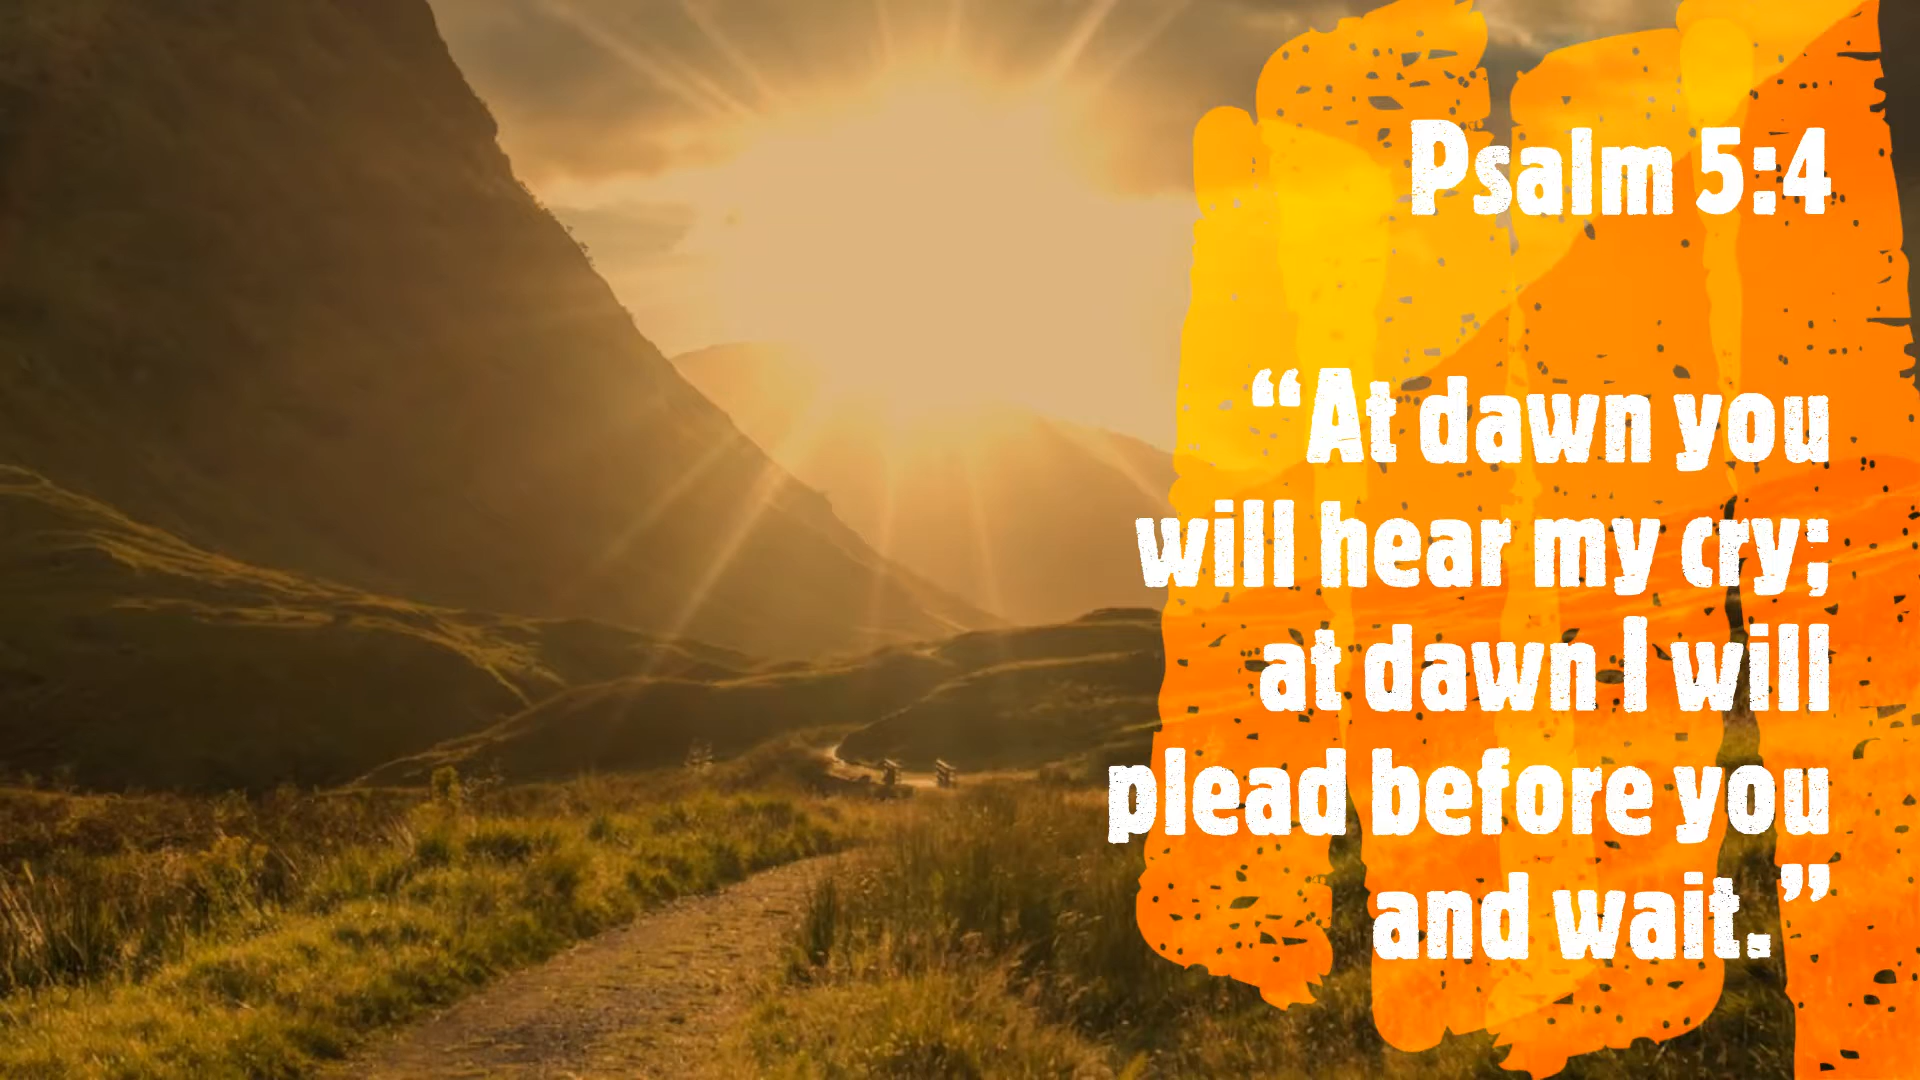 Psalm 5:4
“At dawn you
will hear my cry;
at dawn I will
plead before you
and wait.”